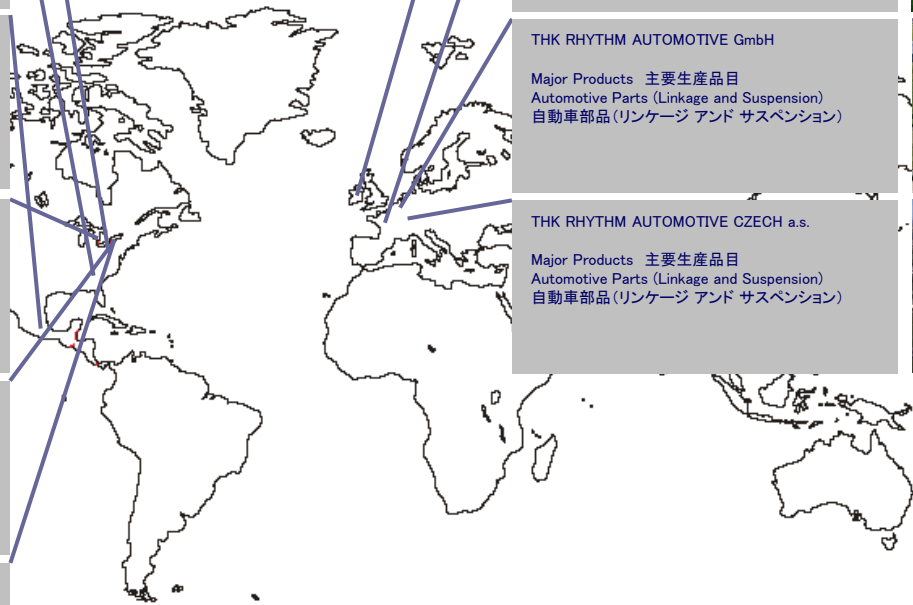 THK RHYTHM AUTOMOTIVE GmbH
Major Products 主要生産品目
Automotive Parts (Linkage and Suspension)
自動車部品(リンケージ アンド サスペンション)
THK RHYTHM AUTOMOTIVE CZECH a.s.
Major Products 主要生産品目
Automotive Parts (Linkage and Suspension)
自動車部品(リンケージ アンド サスペンション)